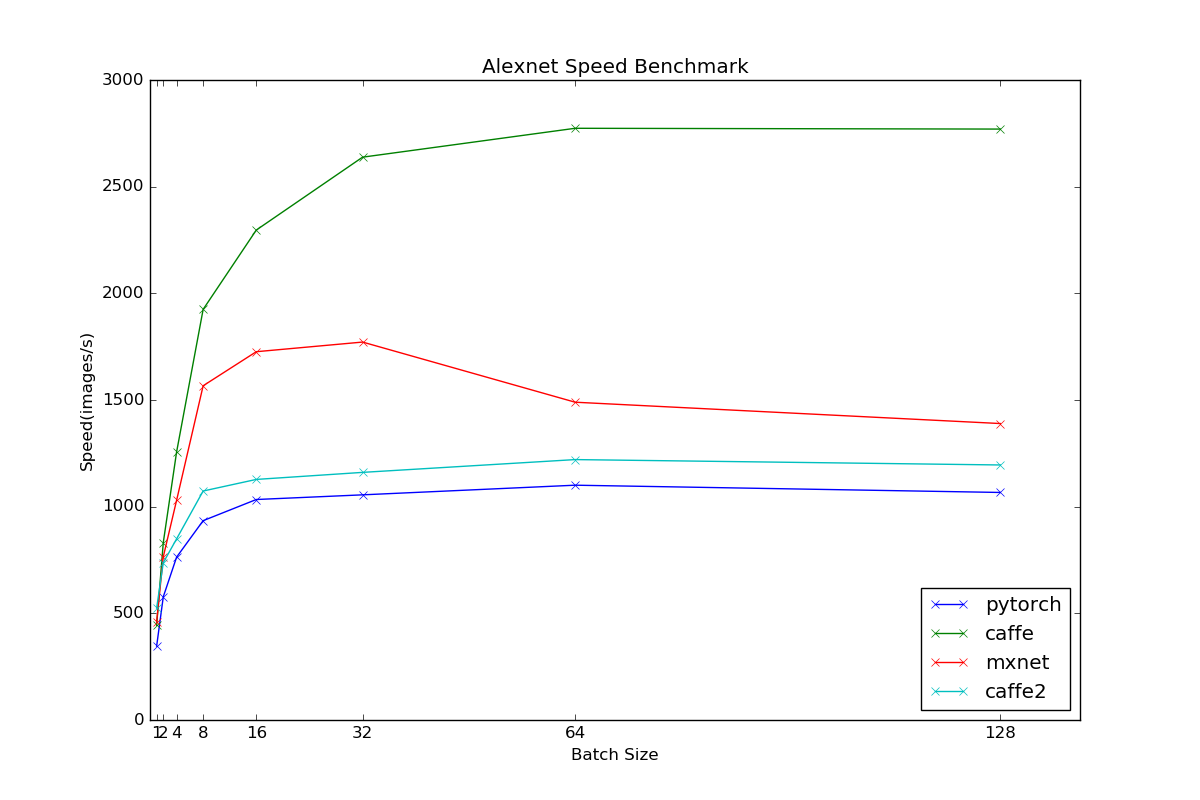 Alexnet Speed Benchmark
3000
2500
2000
1500
1000
500
0
Speed(images/s)
1 2 4 8 16 32 64 128
Batch Size
pytorch
caffe
mxnet
caffe2